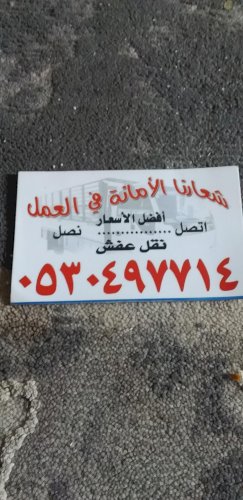 شعارنا الأمانة في العمل
أفضل الأسعار
اتصل ................ نصل
نقل عفش
٠٥٣٠٤٩٧٧١٤